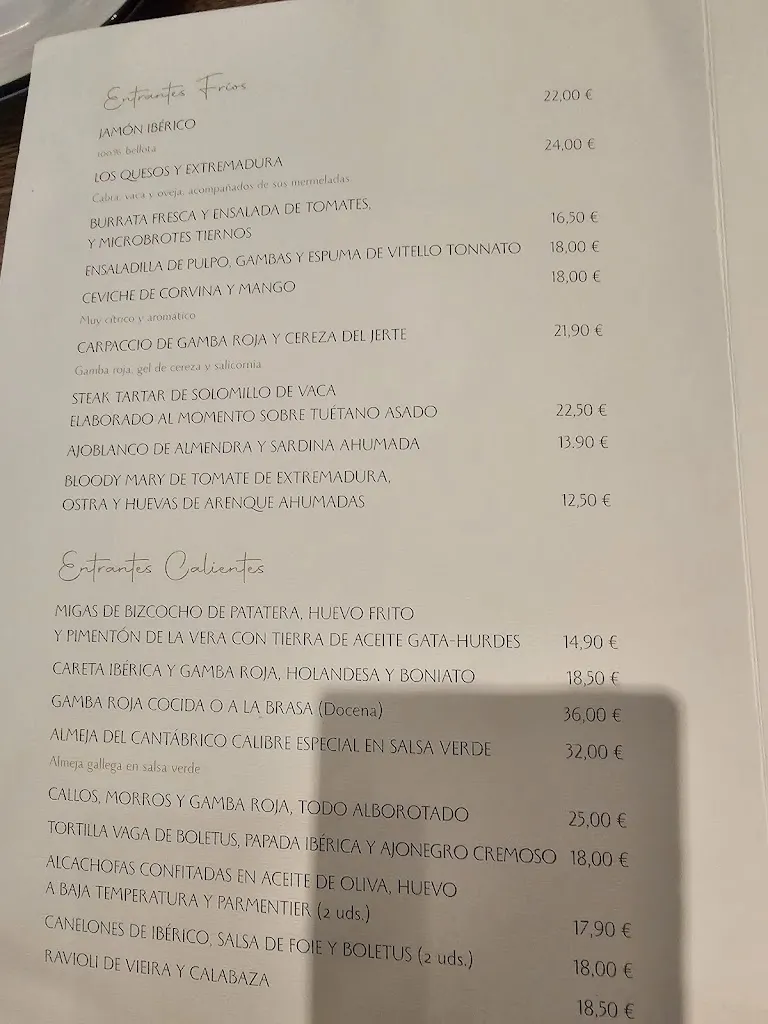 Entrantes Fríos
JAMÓN IBÉRICO 22,00 €
100% bellota
LOS QUESOS Y EXTREMADURA 24,00 €
Cabra, vaca y oveja, acompañados de sus mermeladas
BURRATA FRESCA Y ENSALADA DE TOMATES,
Y MICROBROTES TIERNOS 16,50 €
ENSALADILLA DE PULPO, GAMBAS Y ESPUMA DE VITELLO TONNATO 18,00 €
CEVICHE DE CORVINA Y MANGO 18,00 €
Muy cítrico y aromático
CARPACCIO DE GAMBA ROJA Y CEREZA DEL JERTE 21,90 €
Gamba roja, gel de cereza y salicornia
STEAK TARTAR DE SOLOMILLO DE VACA
ELABORADO AL MOMENTO SOBRE TUÉTANO ASADO 22,50 €
AJOBLANCO DE ALMENDRA Y SARDINA AHUMADA 13.90 €
BLOODY MARY DE TOMATE DE EXTREMADURA,
OSTRA Y HUEVAS DE ARENQUE AHUMADAS 12,50 €
Entrantes Calientes
MIGAS DE BIZCOCHO DE PATATERA, HUEVO FRITO
Y PIMENTÓN DE LA VERA CON TIERRA DE ACEITE GATA-HURDES 14,90 €
CARETA IBÉRICA Y GAMBA ROJA, HOLANDESA Y BONIATO 18,50 €
GAMBA ROJA COCIDA O A LA BRASA (Docena) 36,00 €
ALMEJA DEL CANTÁBRICO CALIBRE ESPECIAL EN SALSA VERDE 32,00 €
Almeja gallega en salsa verde
CALLOS, MORROS Y GAMBA ROJA, TODO ALBOROTADO 25,00 €
TORTILLA VAGA DE BOLETUS, PAPADA IBÉRICA Y AJONEGRO CREMOSO 18,00 €
ALCACHOFAS CONFITADAS EN ACEITE DE OLIVA, HUEVO
A BAJA TEMPERATURA Y PARMENTIER (2 uds.) 17,90 €
CANELONES DE IBÉRICO, SALSA DE FOIE Y BOLETUS (2 uds.) 18,00 €
RAVIOLI DE VIEIRA Y CALABAZA 18,50 €